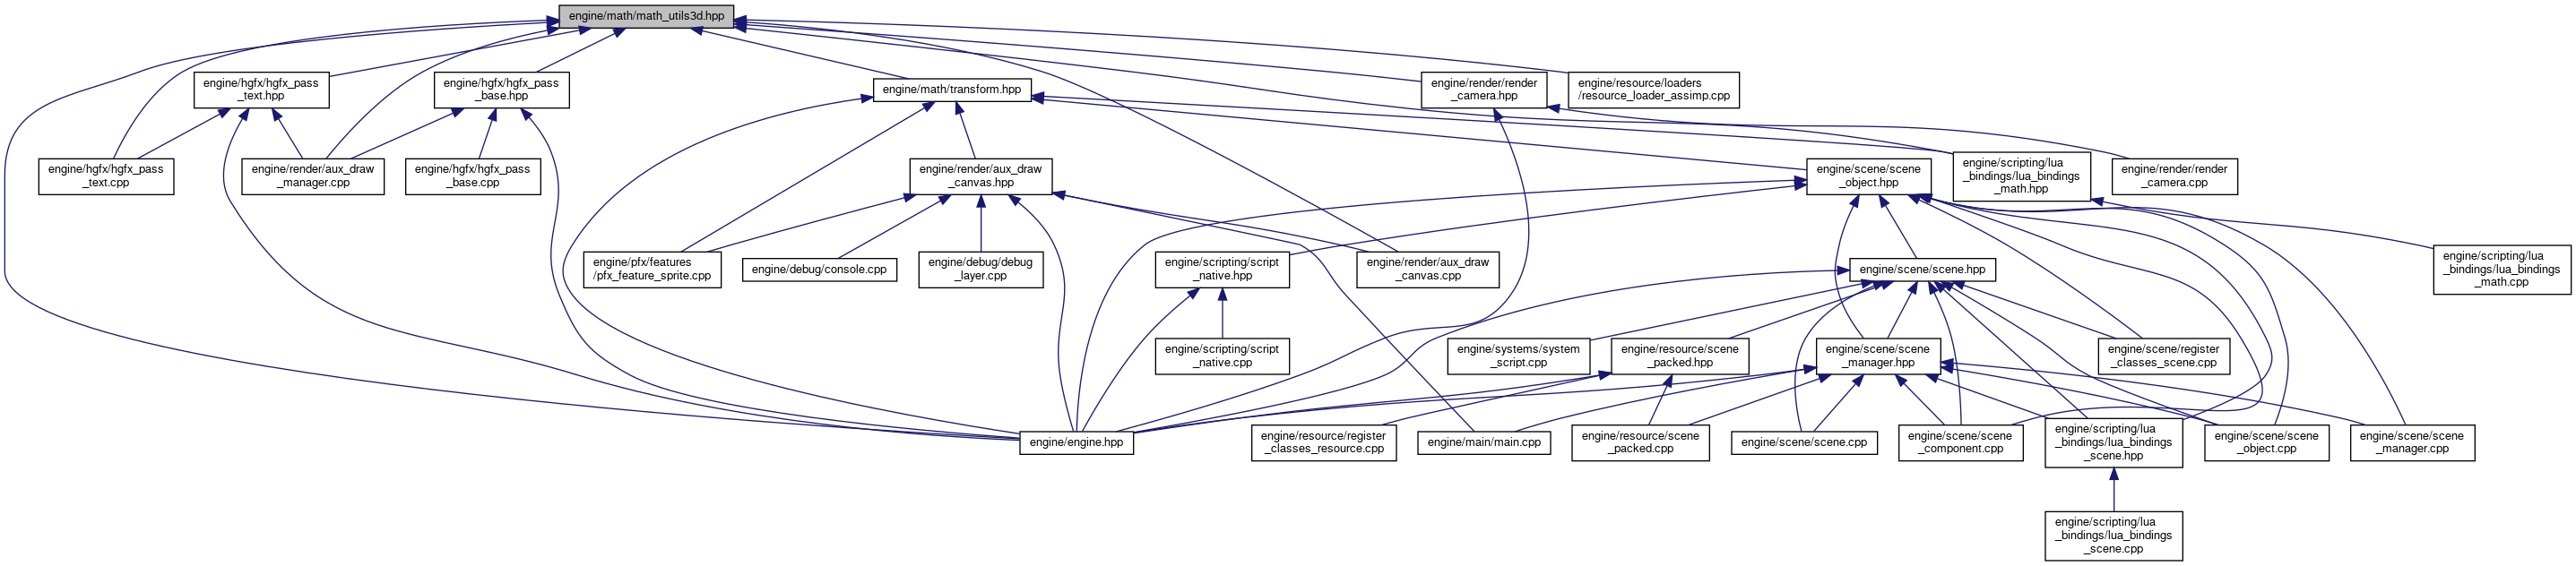 engine/math/math_utils3d.hpp
engine/hgfx/hgfx_pass
_text.hpp
engine/hgfx/hgfx_pass
_base.hpp
engine/math/transform.hpp
engine/render/render
_camera.hpp
engine/resource/loaders
/resource_loader_assimp.cpp
engine/hgfx/hgfx_pass
_text.cpp
engine/render/aux_draw
_manager.cpp
engine/hgfx/hgfx_pass
_base.cpp
engine/render/aux_draw
_canvas.hpp
engine/scene/scene
_object.hpp
engine/scripting/lua
_bindings/lua_bindings
_math.hpp
engine/render/render
_camera.cpp
engine/pfx/features
/pfx_feature_sprite.cpp
engine/debug/console.cpp
engine/debug/debug
_layer.cpp
engine/scripting/script
_native.hpp
engine/render/aux_draw
_canvas.cpp
engine/scene/scene.hpp
engine/scripting/lua
_bindings/lua_bindings
_math.cpp
engine/scripting/script
_native.cpp
engine/systems/system
_script.cpp
engine/resource/scene
_packed.hpp
engine/scene/scene
_manager.hpp
engine/scene/register
_classes_scene.cpp
engine/engine.hpp
engine/resource/register
_classes_resource.cpp
engine/main/main.cpp
engine/resource/scene
_packed.cpp
engine/scene/scene.cpp
engine/scene/scene
_component.cpp
engine/scripting/lua
_bindings/lua_bindings
_scene.hpp
engine/scene/scene
_object.cpp
engine/scene/scene
_manager.cpp
engine/scripting/lua
_bindings/lua_bindings
_scene.cpp